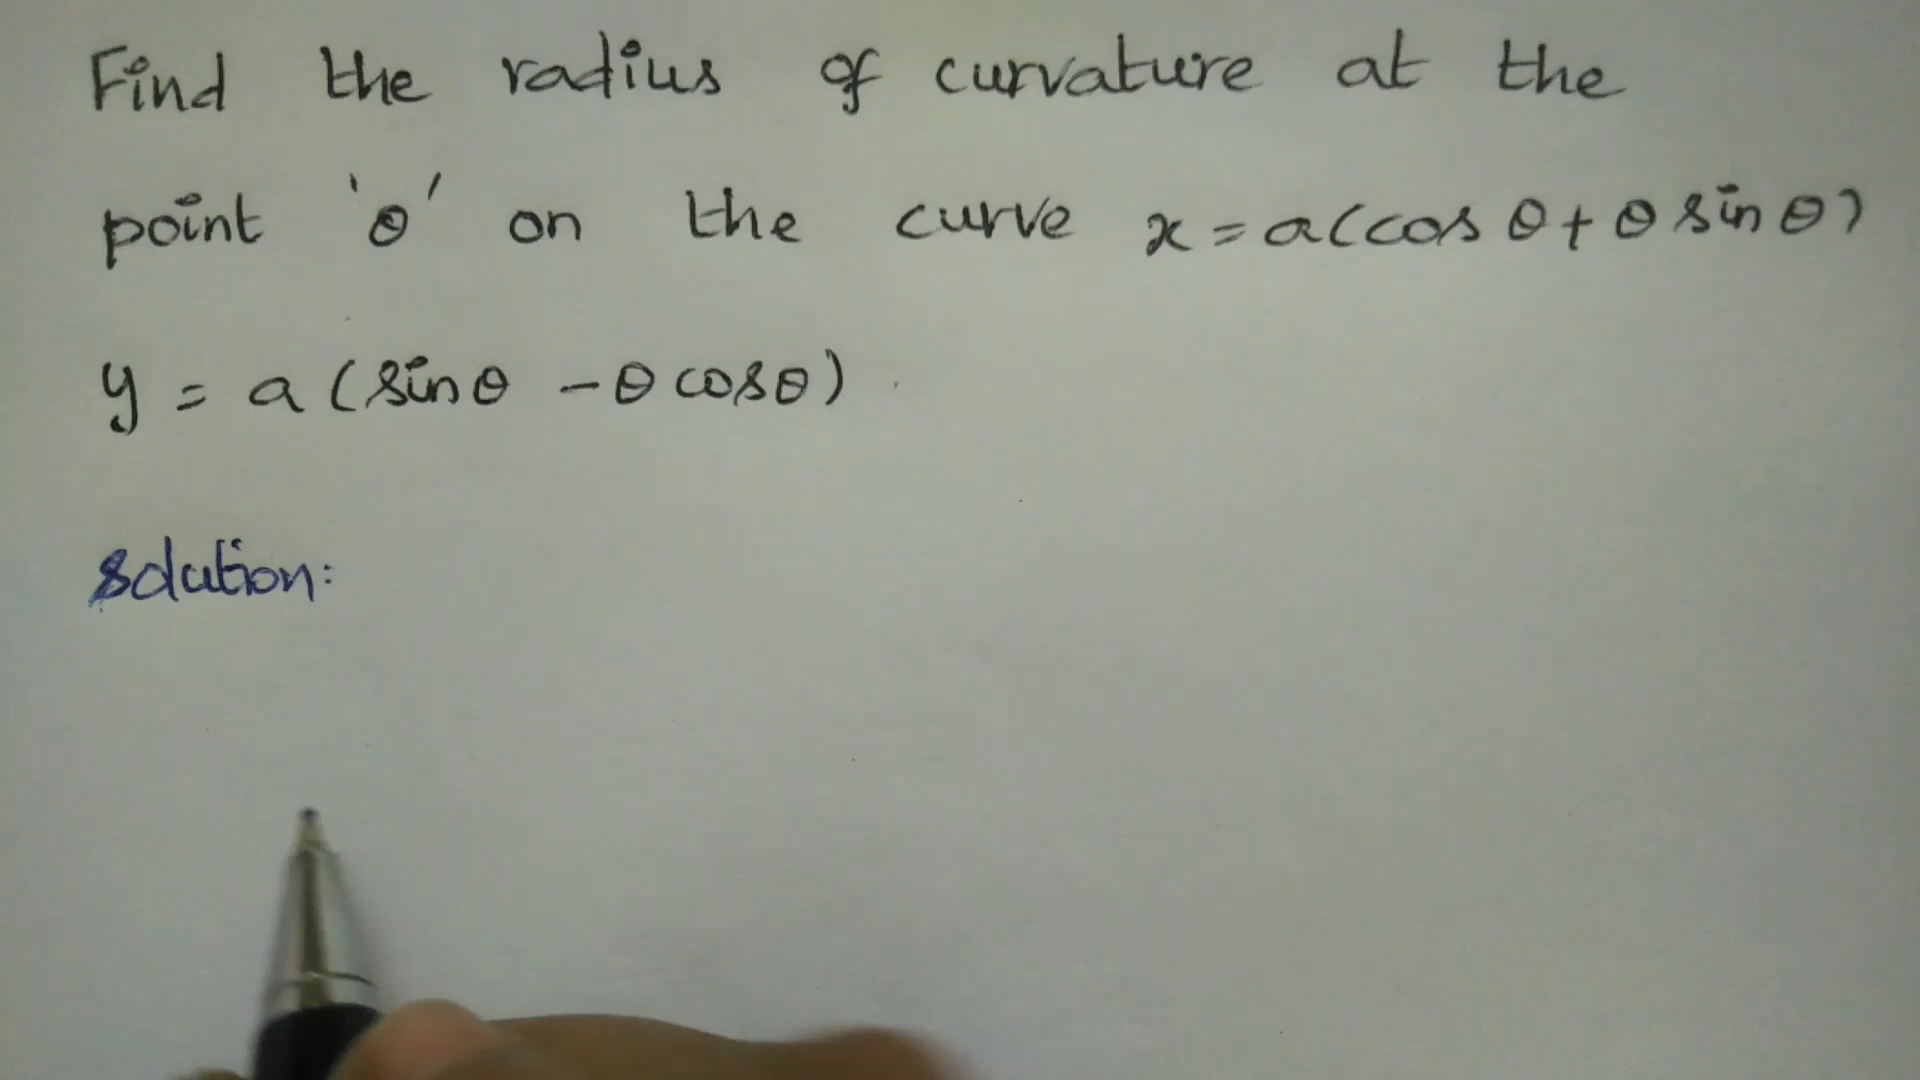 Find the radius of curvature at the
point 'θ' on the curve x = a(cos θ + θ sin θ)
y = a (sin θ - θ cos θ)
Solution: